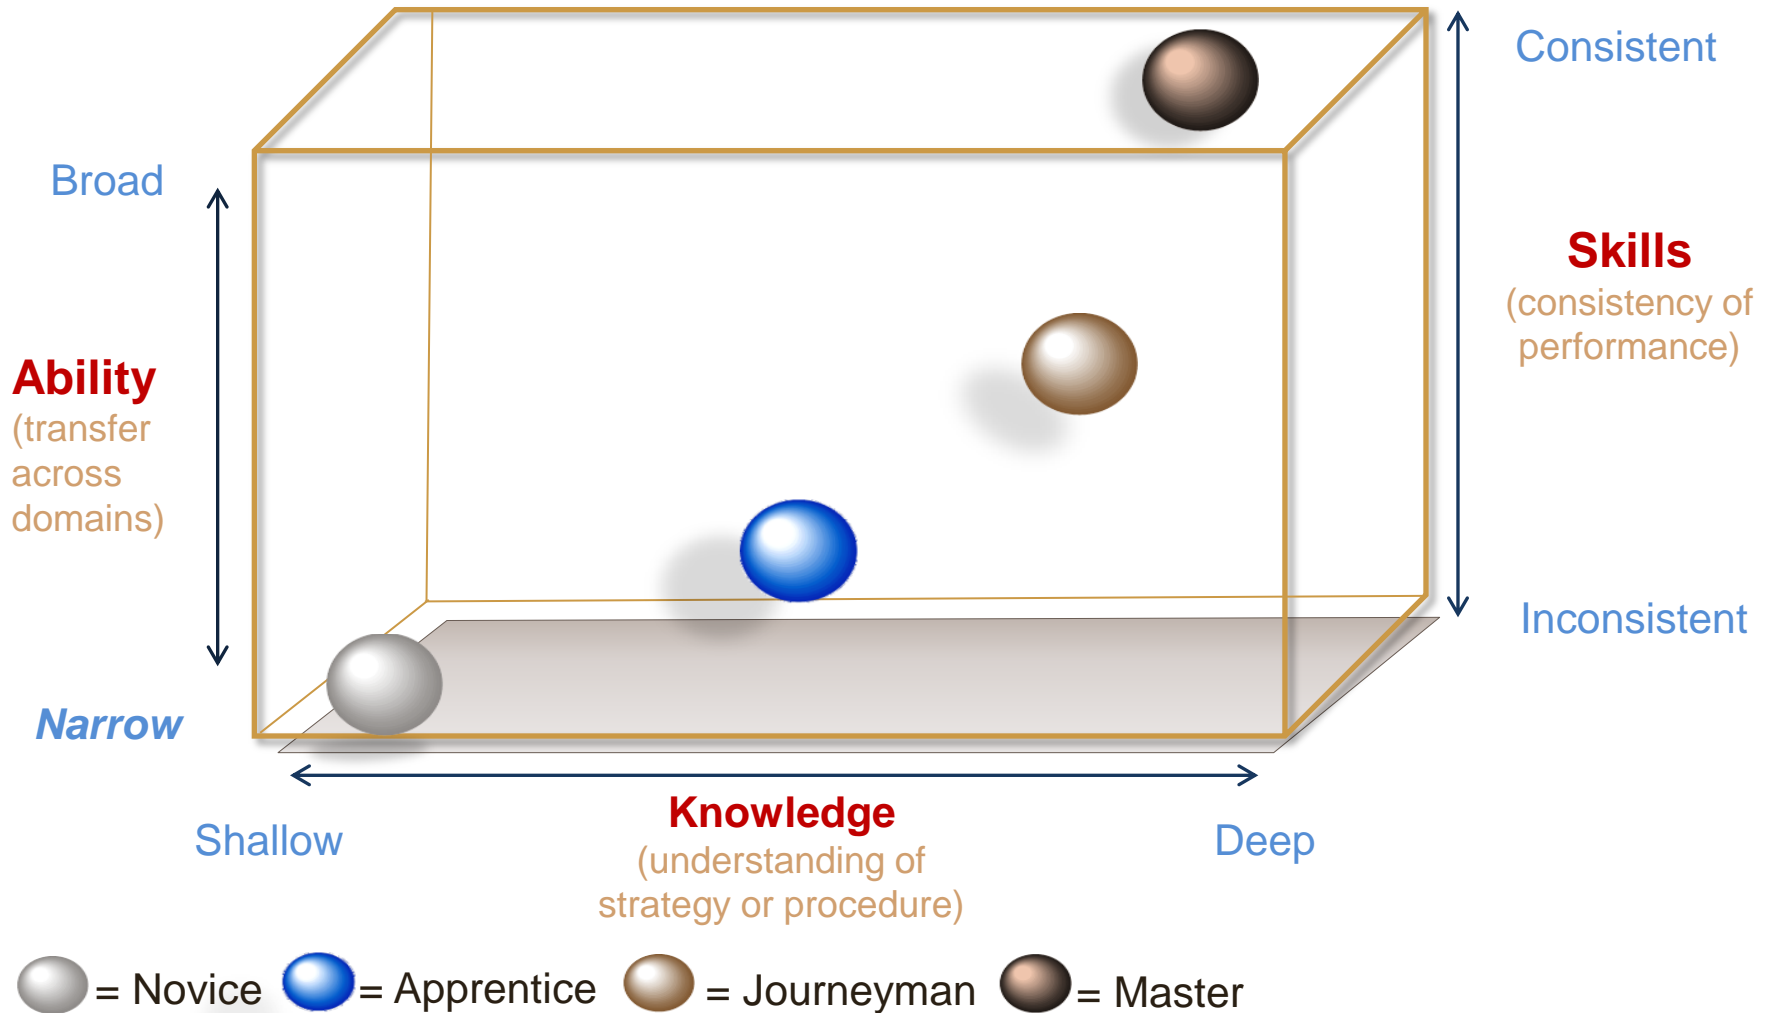 Consistent
Broad
Skills
(consistency of
performance)
Ability
(transfer
across
domains)
Inconsistent
Narrow
Knowledge
Shallow
Deep
(understanding of
strategy or procedure)
= Novice = Apprentice = Journeyman = Master